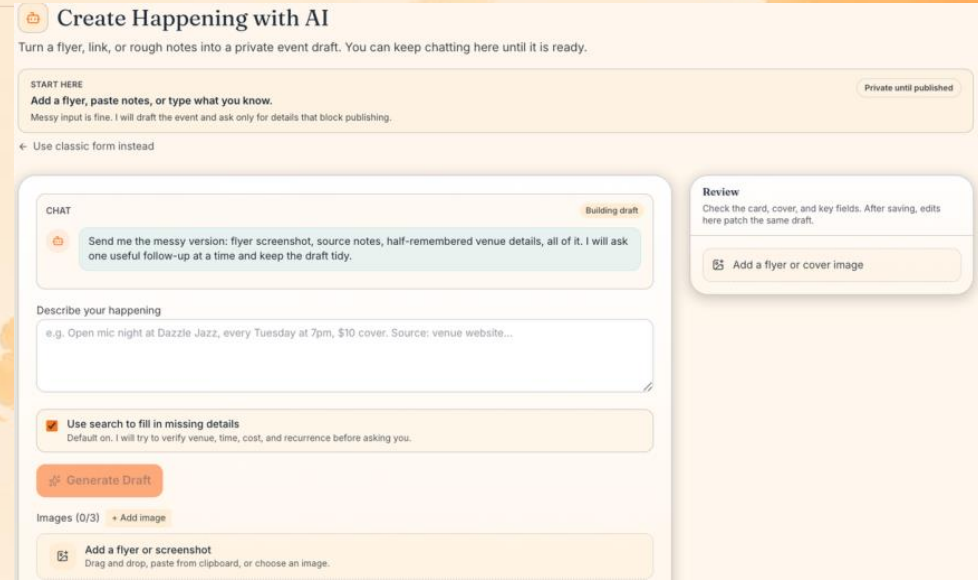 Create Happening with AI
Turn a flyer, link, or rough notes into a private event draft. You can keep chatting here until it is ready.
START HERE
Add a flyer, paste notes, or type what you know.
Messy input is fine. I will draft the event and ask only for details that block publishing.
Private until published
← Use classic form instead
CHAT
Building draft
Send me the messy version: flyer screenshot, source notes, half-remembered venue details, all of it. I will ask
one useful follow-up at a time and keep the draft tidy.
Describe your happening
e.g. Open mic night at Dazzle Jazz, every Tuesday at 7pm, $10 cover. Source: venue website...
Use search to fill in missing details
Default on. I will try to verify venue, time, cost, and recurrence before asking you.
Generate Draft
Images (0/3)
+ Add image
Add a flyer or screenshot
Drag and drop, paste from clipboard, or choose an image.
Review
Check the card, cover, and key fields. After saving, edits
here patch the same draft.
Add a flyer or cover image